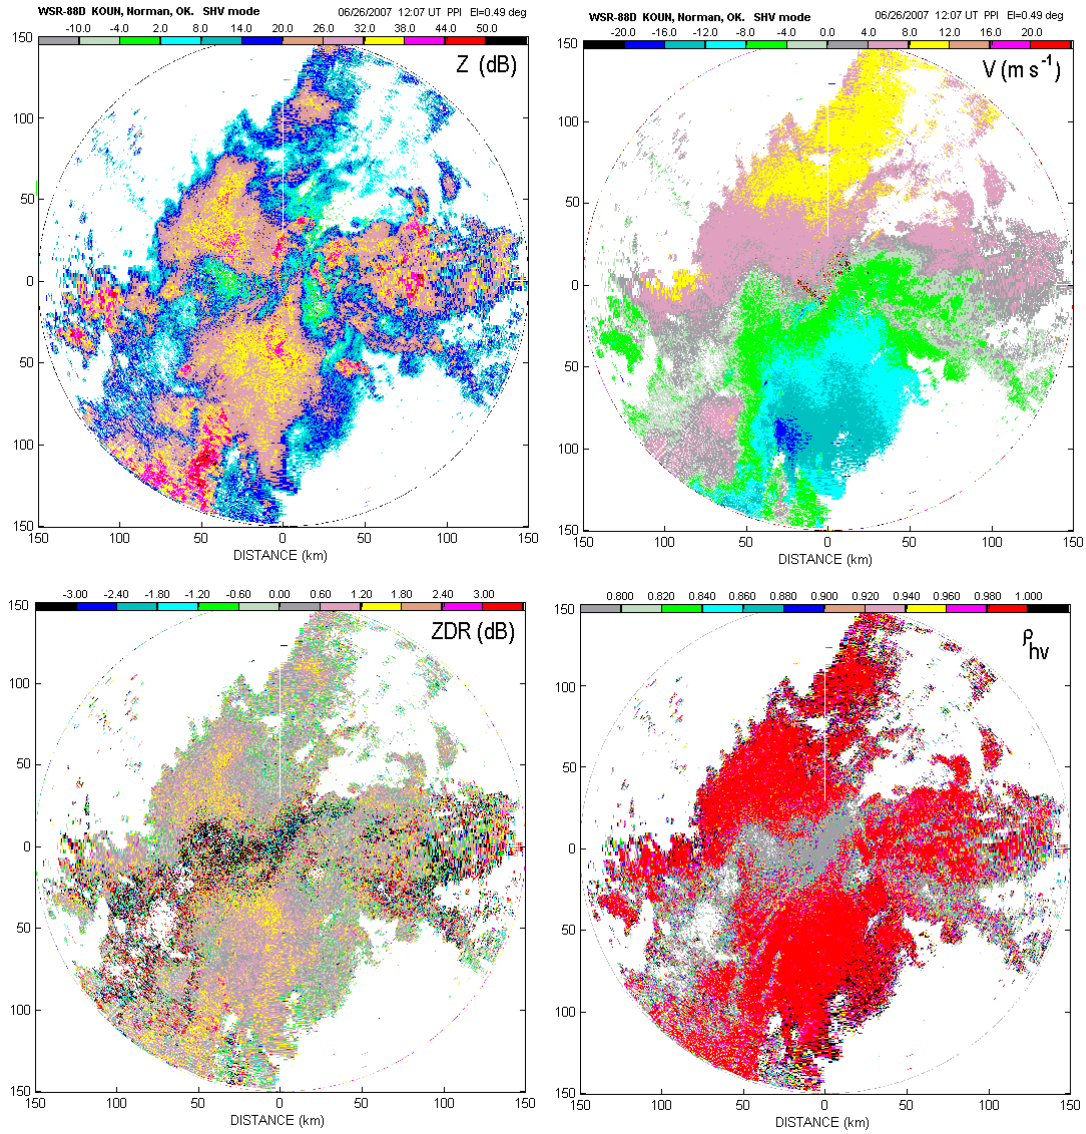 WSR-88D KOUN, Norman, OK. SHV mode 06/26/2007 12:07 UT PPI El=0.49 deg
-10.0 -4.0 2.0 8.0 14.0 20.0 26.0 32.0 38.0 44.0 50.0
Z (dB)
150
100
50
0
50
100
150
150 100 50 0 50 100 150
DISTANCE (km)
WSR-88D KOUN, Norman, OK. SHV mode 06/26/2007 12:07 UT PPI El=0.49 deg
-20.0 -16.0 -12.0 -8.0 -4.0 0.0 4.0 8.0 12.0 16.0 20.0
V (m s-1)
150
100
50
0
50
100
150
150 100 50 0 50 100 150
DISTANCE (km)
-3.00 -2.40 -1.80 -1.20 -0.60 0.00 0.60 1.20 1.80 2.40 3.00
ZDR (dB)
150
100
50
0
50
100
150
150 100 50 0 50 100 150
DISTANCE (km)
0.800 0.820 0.840 0.860 0.880 0.900 0.920 0.940 0.960 0.980 1.000
ρhv
150
100
50
0
50
100
150
150 100 50 0 50 100 150
DISTANCE (km)